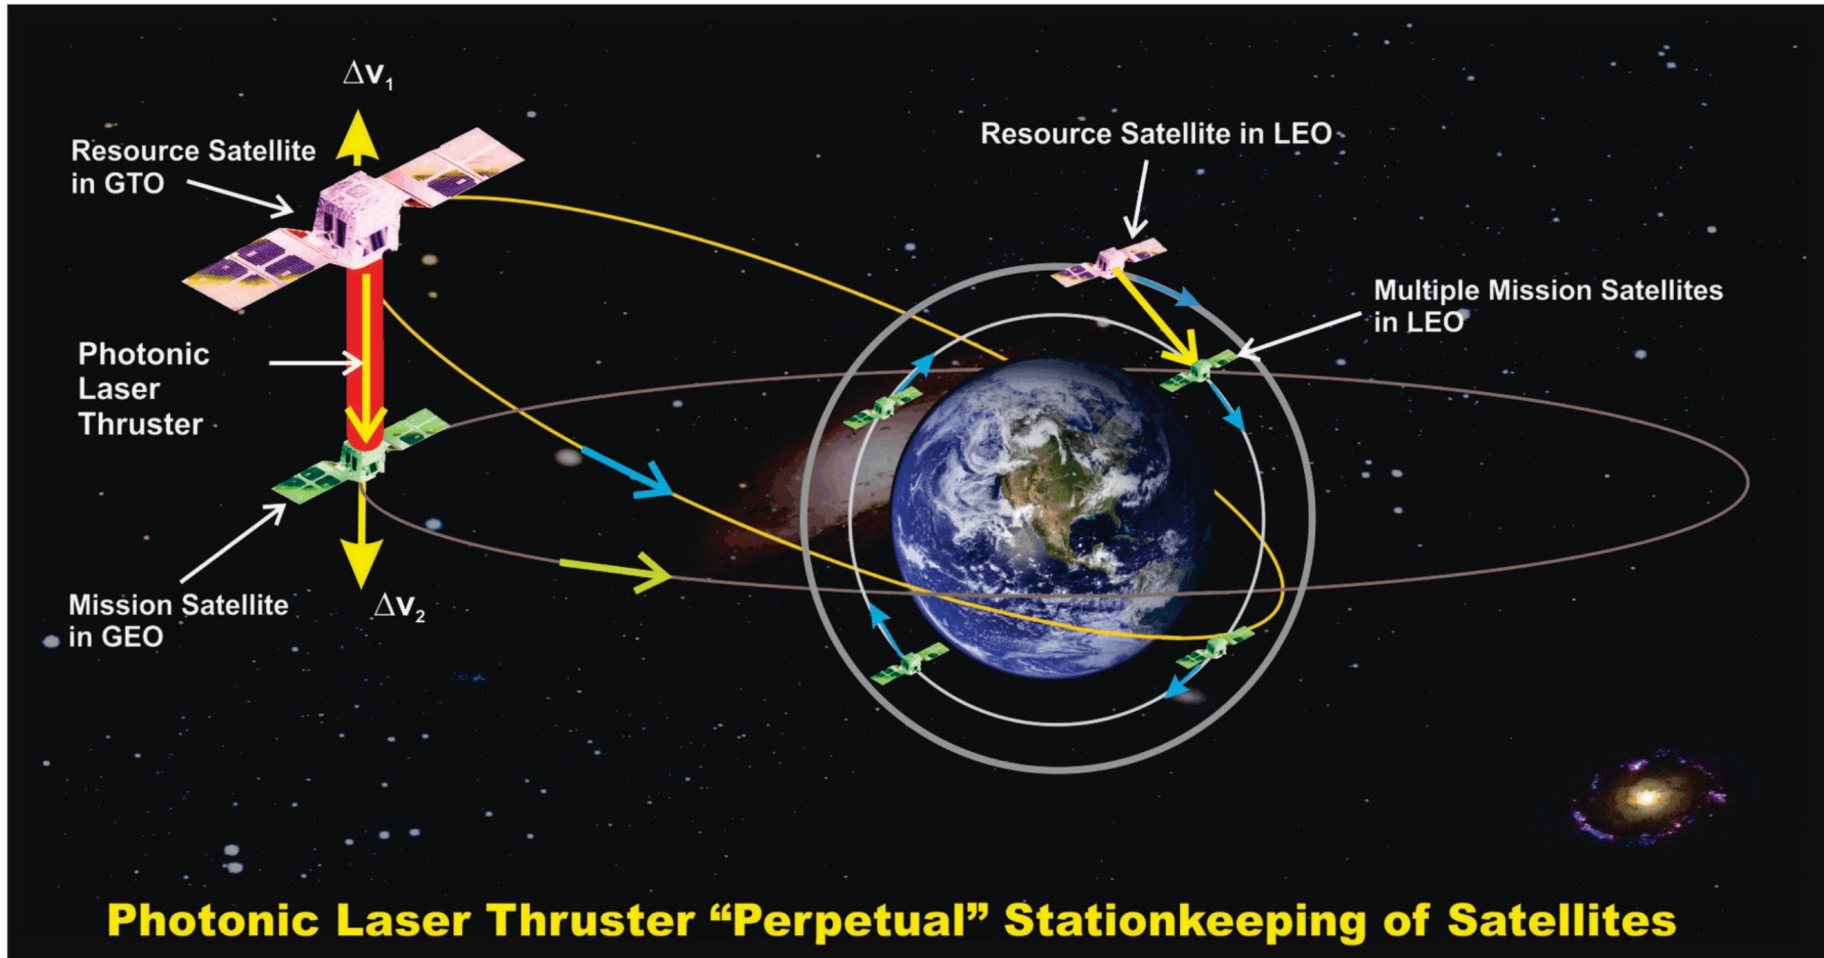 Δv₁
Resource Satellite
in GTO
Resource Satellite in LEO
Multiple Mission Satellites
in LEO
Photonic
Laser
Thruster
Mission Satellite
in GEO
Δv₂
Photonic Laser Thruster “Perpetual” Stationkeeping of Satellites